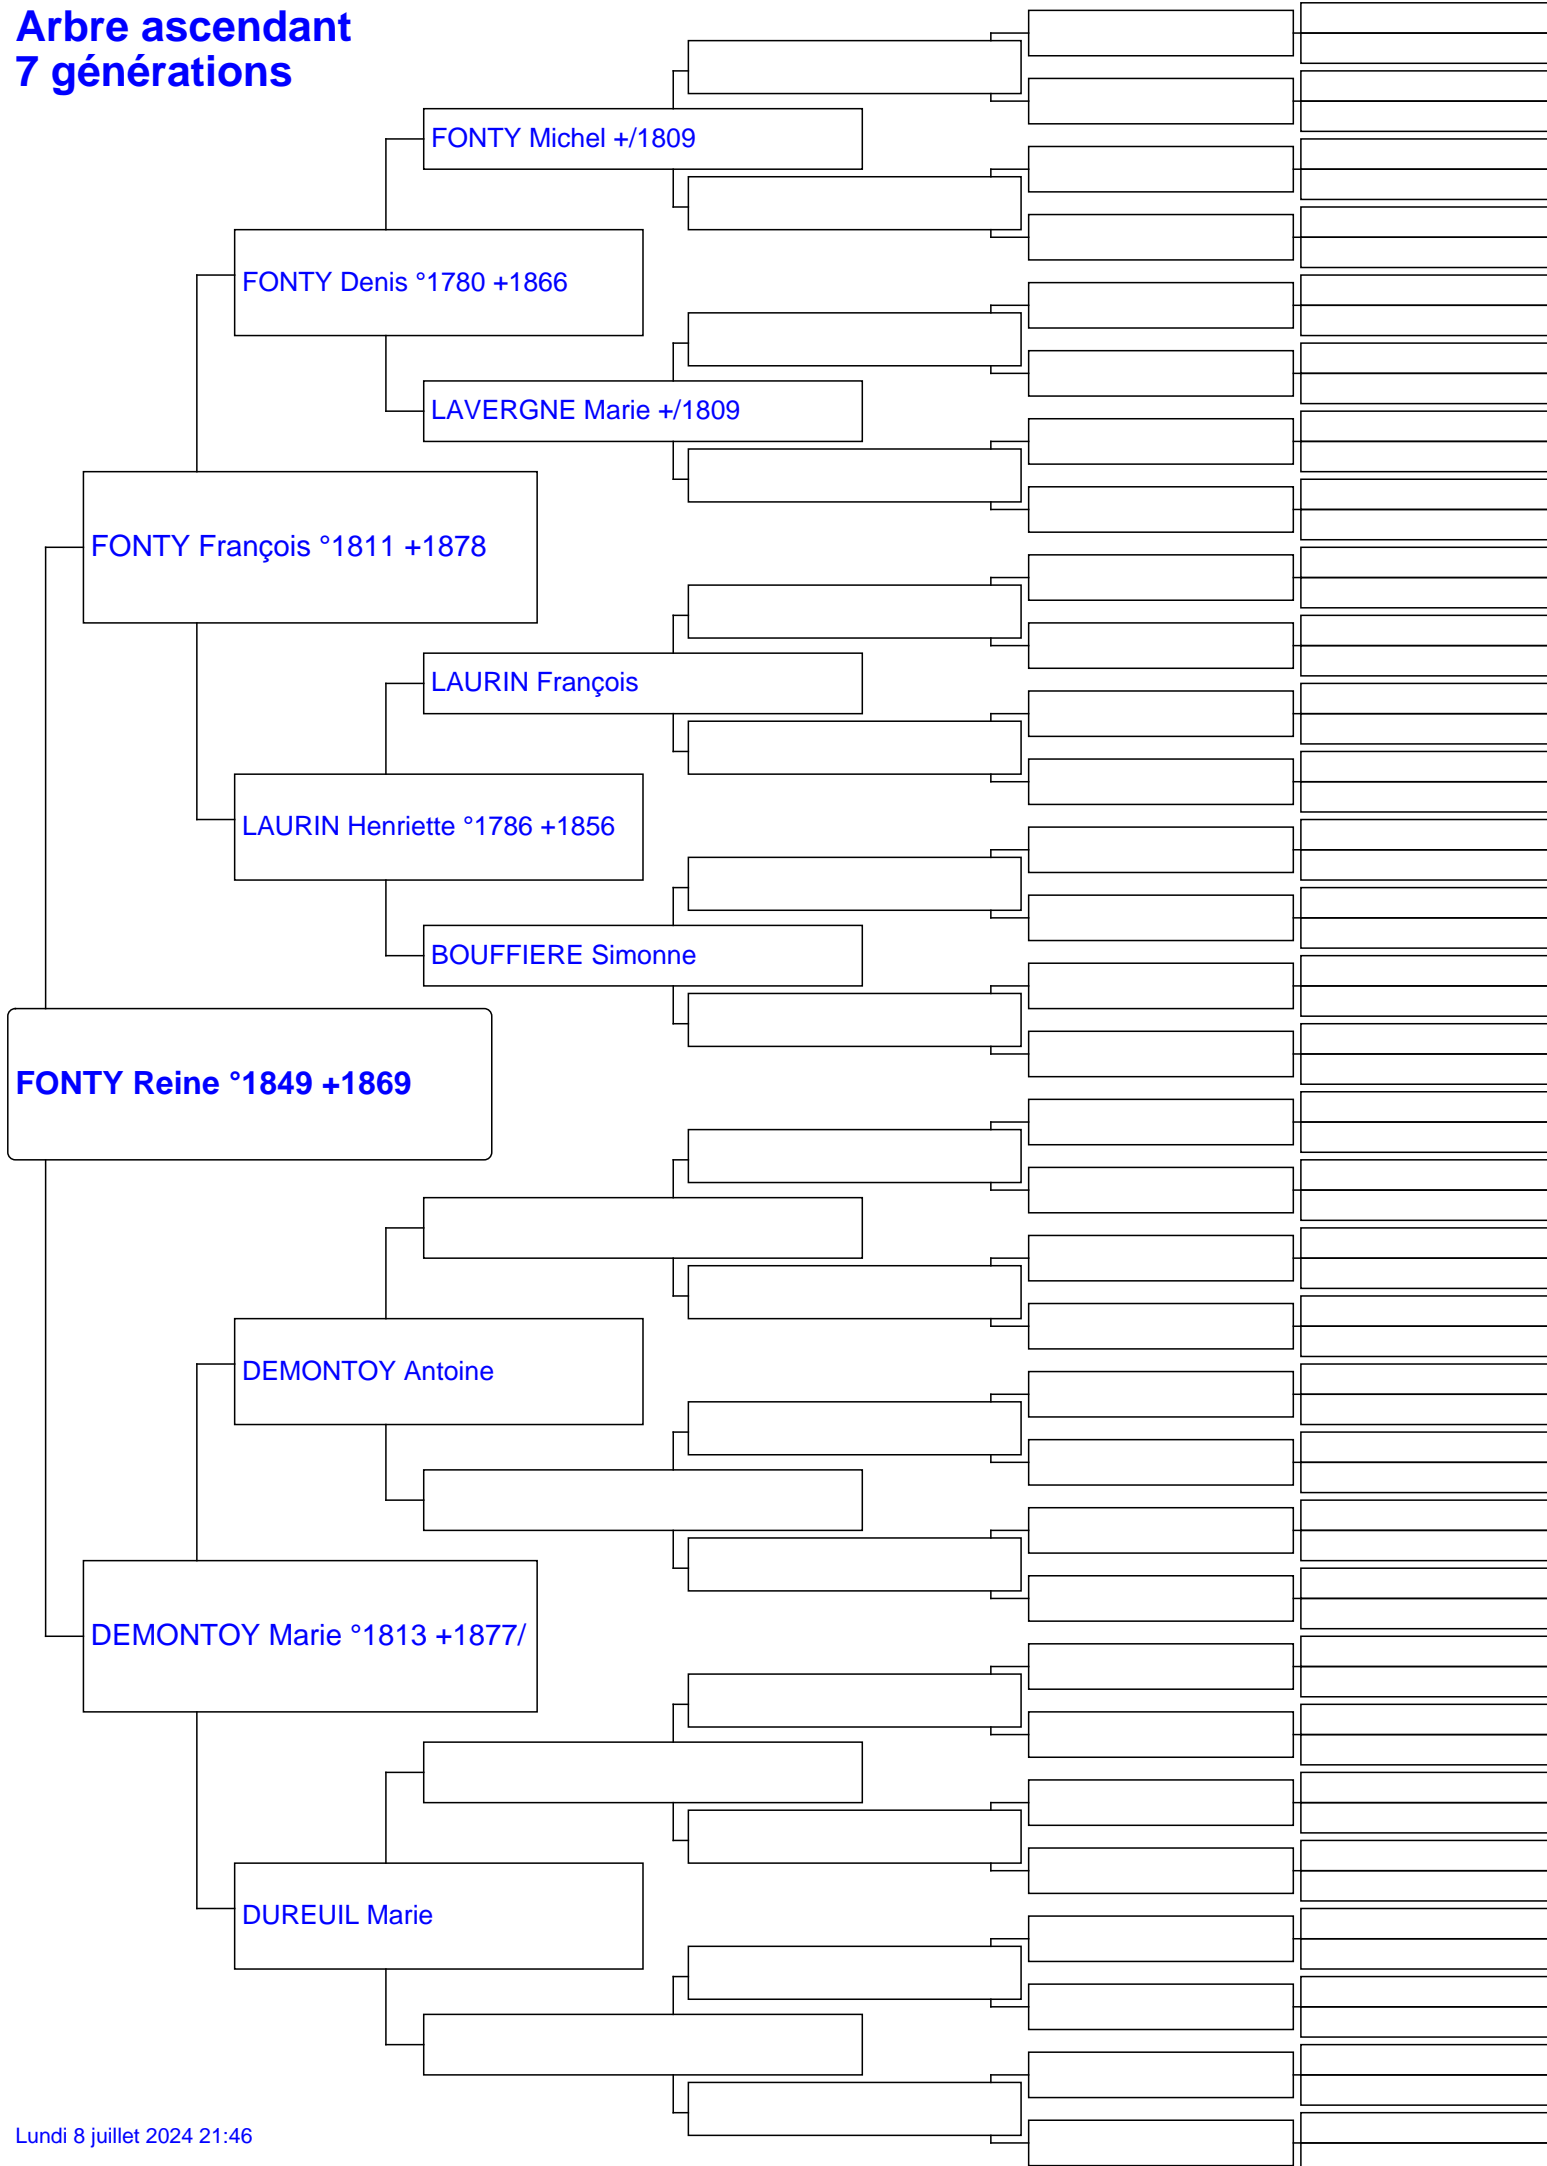 Arbre ascendant
7 générations
FONTY Michel +/1809
FONTY Denis °1780 +1866
LAVERGNE Marie +/1809
FONTY François °1811 +1878
LAURIN François
LAURIN Henriette °1786 +1856
BOUFFIERE Simonne
FONTY Reine °1849 +1869
DEMONTOY Antoine
DEMONTOY Marie °1813 +1877/
DUREUIL Marie
Lundi 8 juillet 2024 21:46